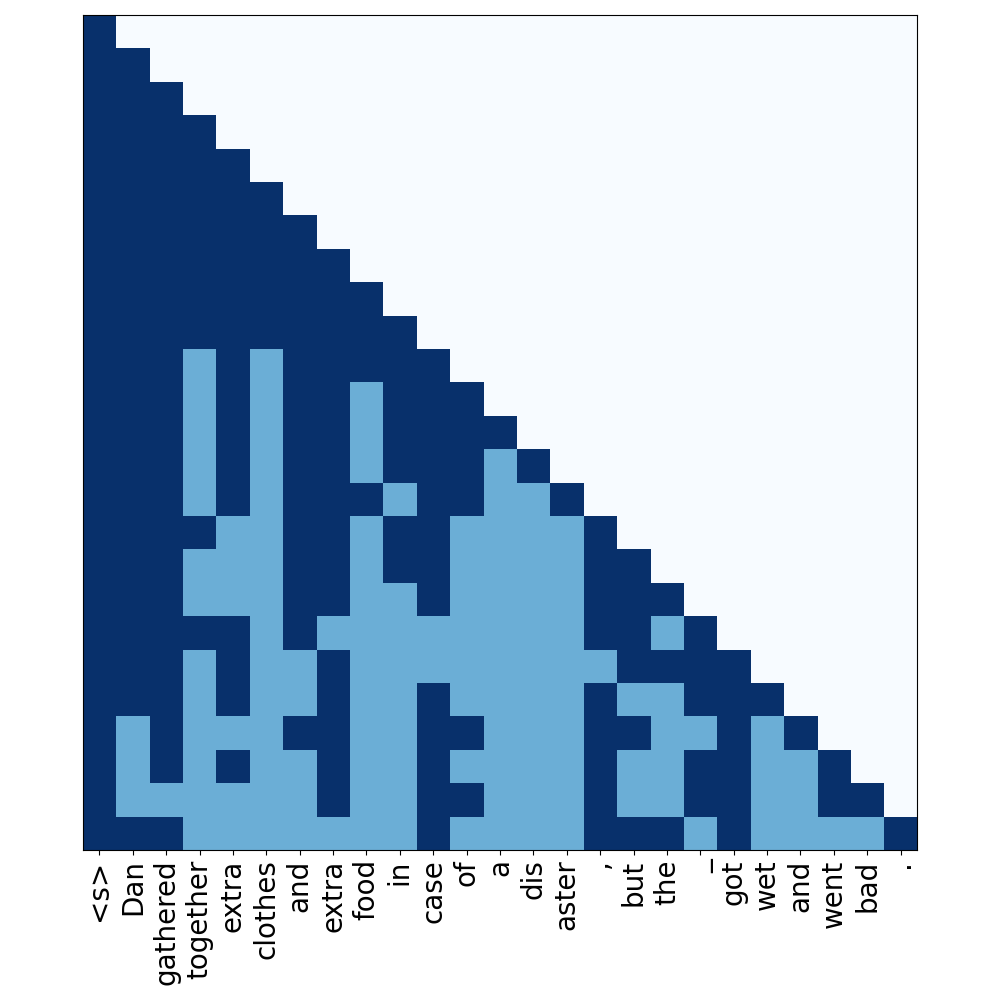 <s> Dan gathered together extra clothes and extra food in case of a dis aster , but the _ got wet and went bad .